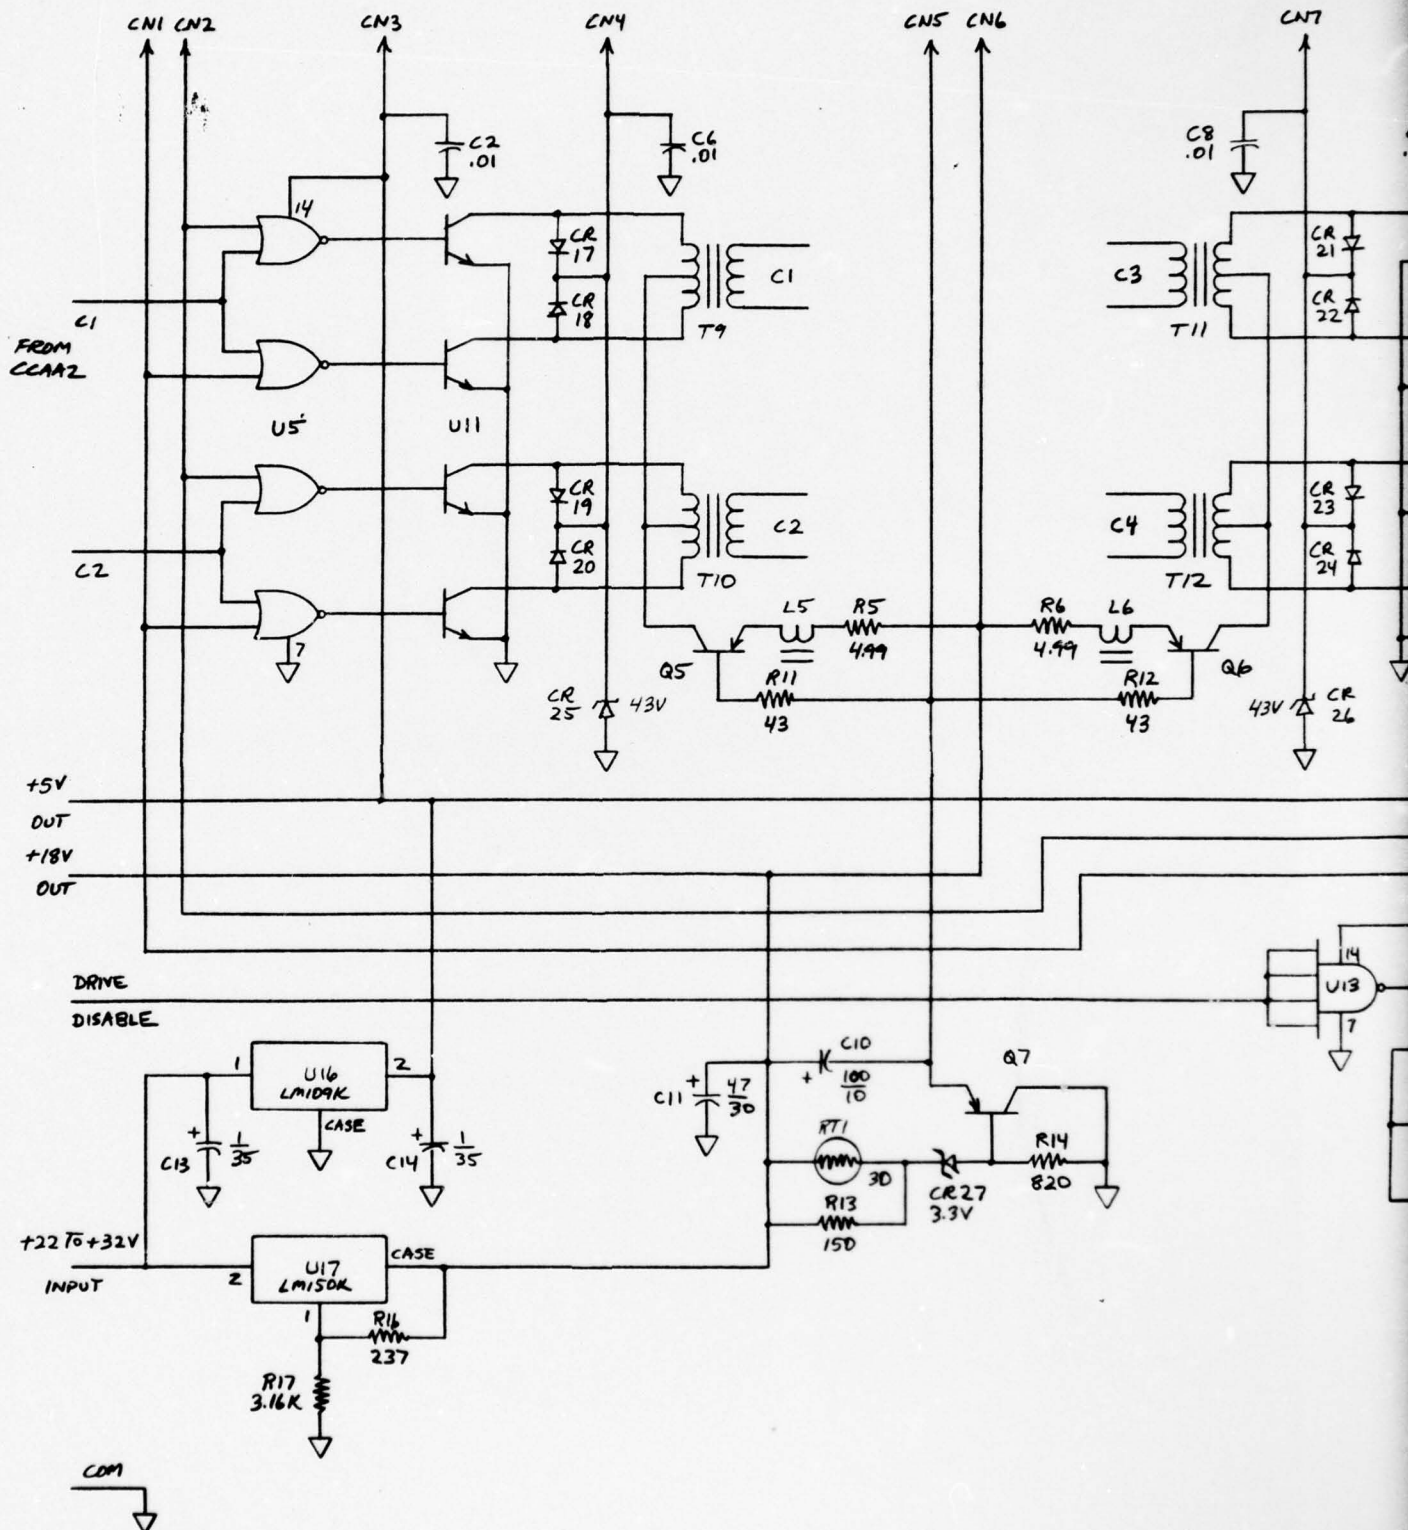 CN1 CN2 CN3 CN4 CN5 CN6 CN7
C2
.01
C6
.01
C8
.01
14
CR
17
CR
18
C1
T9
C3
T11
CR
21
CR
22
C1
FROM
CCAA2
U5
U11
CR
19
CR
20
C2
T10
C4
T12
CR
23
CR
24
C2
7
L5
R5
4.99
R6
4.99
L6
Q5
R11
43
R12
43
Q6
CR
25
43V
43V
CR
26
+5V
OUT
+18V
OUT
DRIVE
DISABLE
14
U13
7
1
U16
LM109K
2
CASE
+
C13
1
35
+
C14
1
35
C11
+
47
30
C10
+
100
10
Q7
RT1
30
CR27
3.3V
R14
820
R13
150
+22 TO +32V
INPUT
2
U17
LM150K
CASE
1
R16
237
R17
3.16K
COM